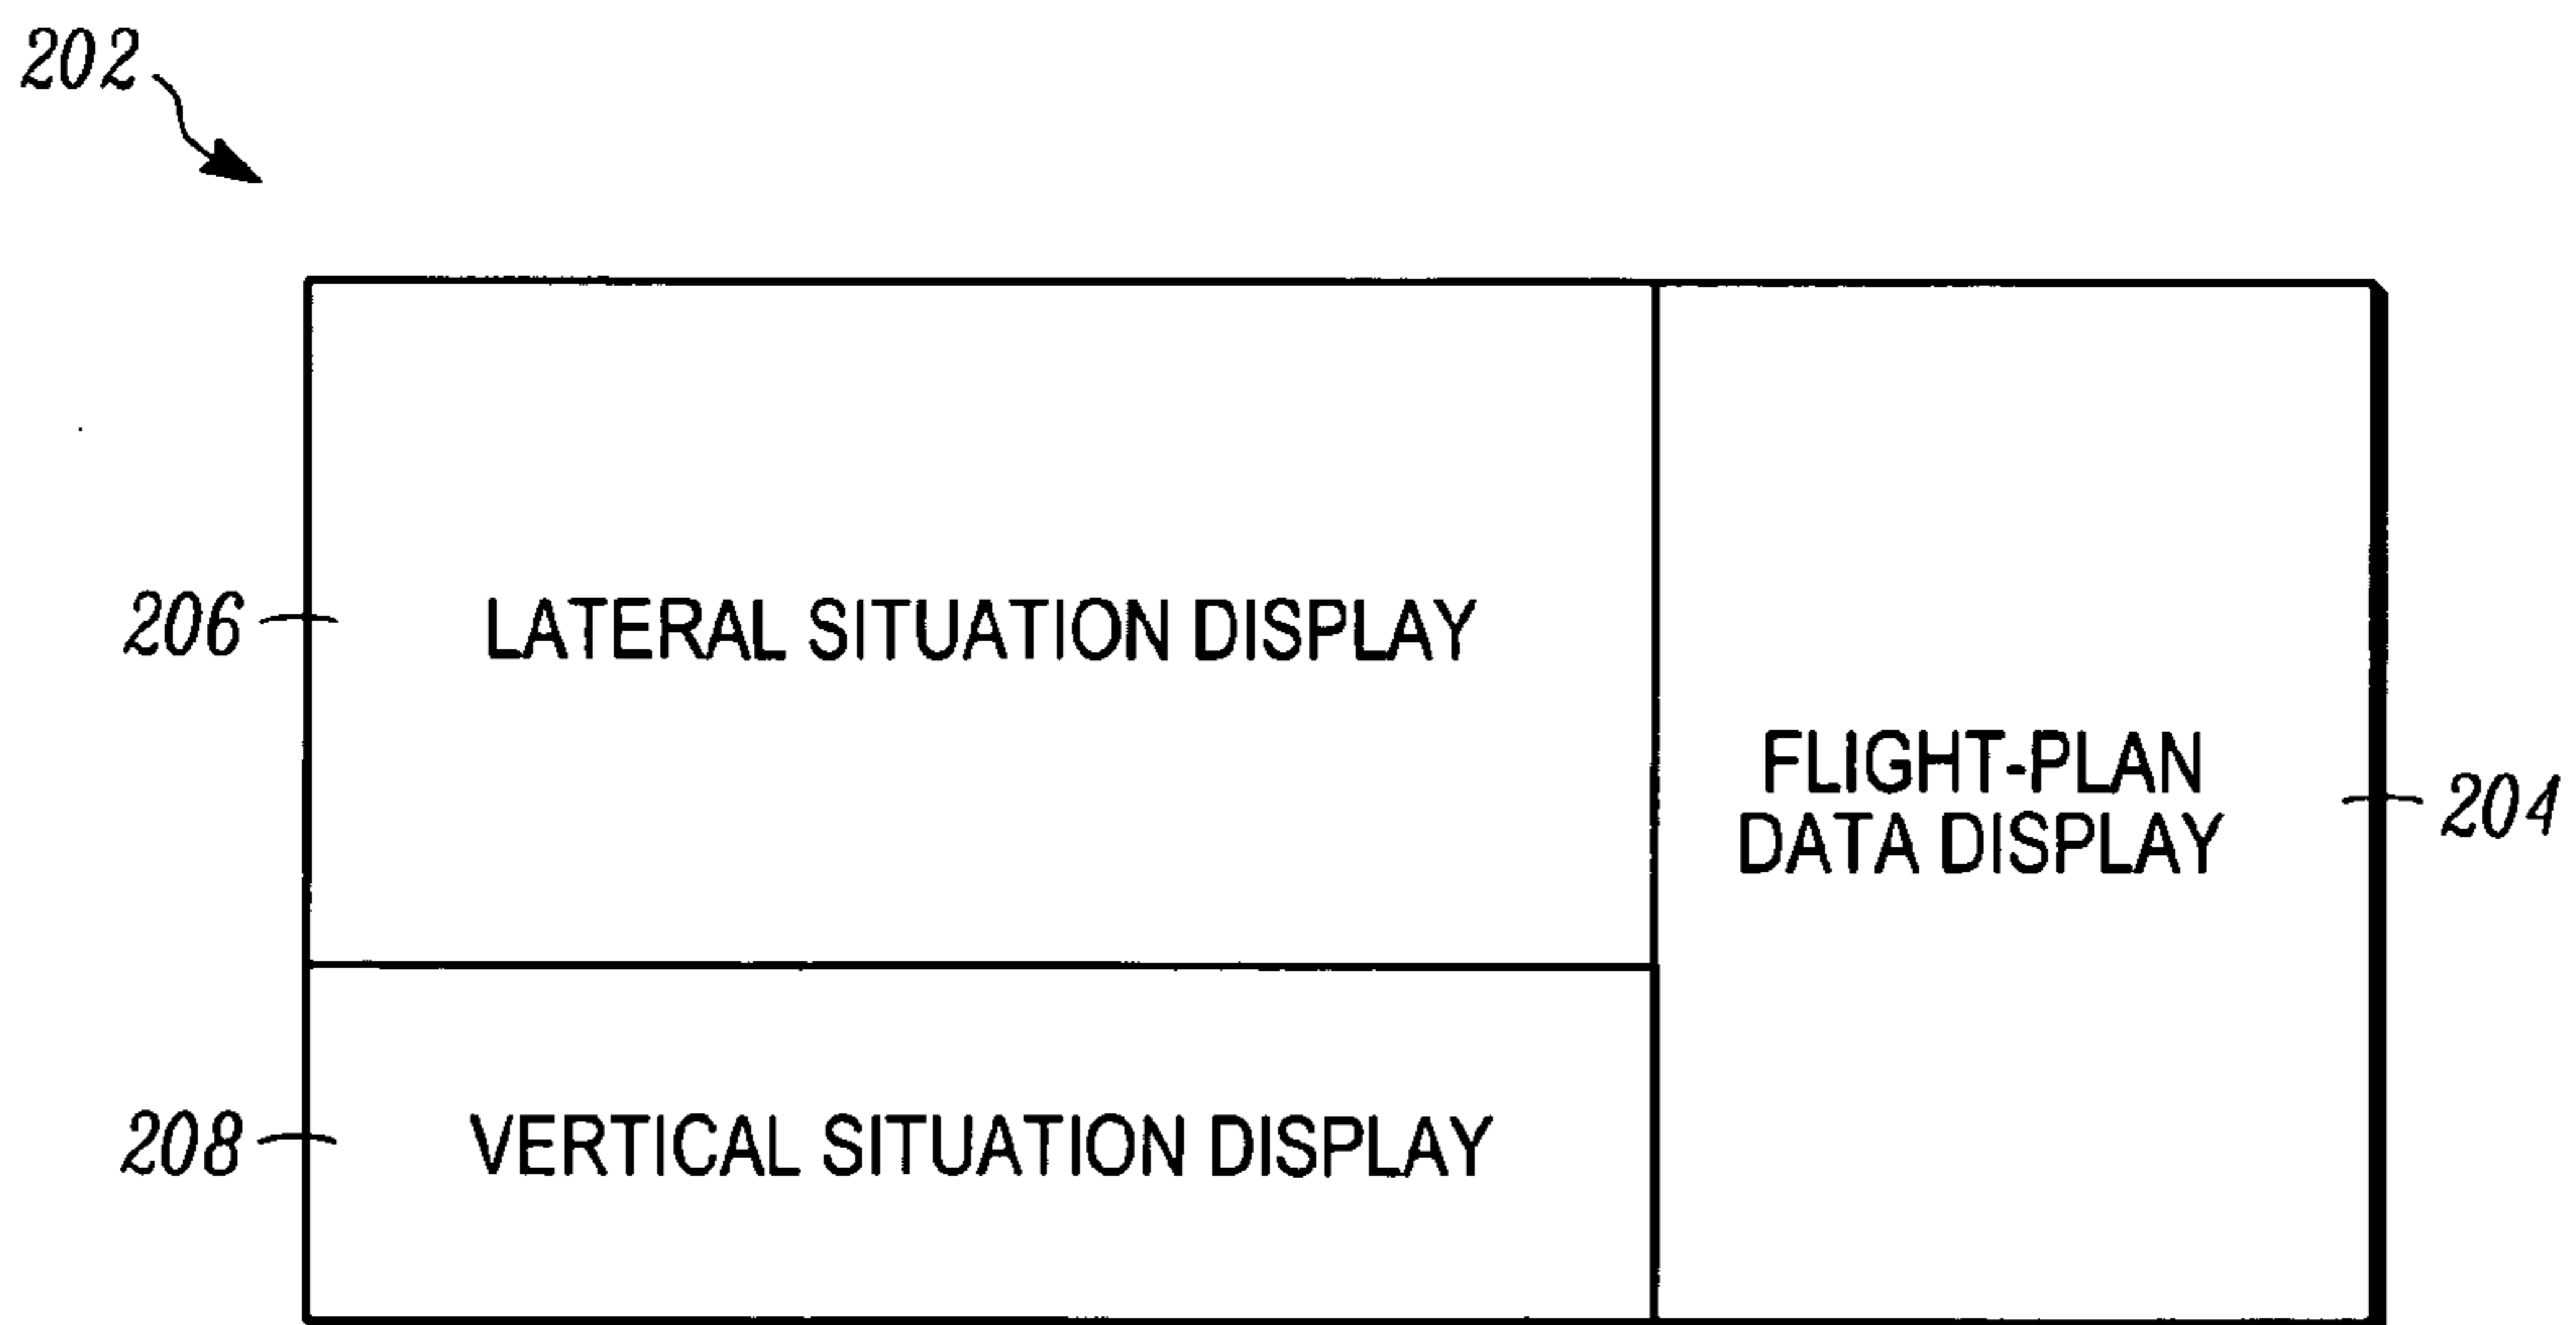 202
206
LATERAL SITUATION DISPLAY
FLIGHT-PLAN
DATA DISPLAY
204
208
VERTICAL SITUATION DISPLAY